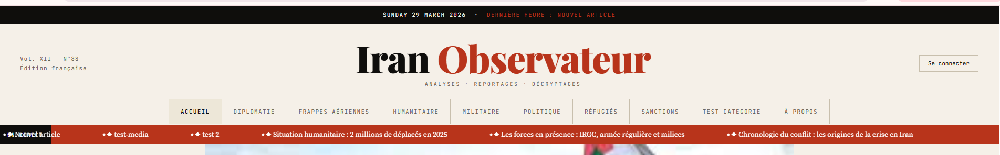 SUNDAY 29 MARCH 2026 · DERNIÈRE HEURE : NOUVEL ARTICLE
Vol. XII — N°88
Édition française
Iran Observateur
ANALYSES · REPORTAGES · DÉCRYPTAGES
Se connecter
ACCUEIL DIPLOMATIE FRAPPES AÉRIENNES HUMANITAIRE MILITAIRE POLITIQUE RÉFUGIÉS SANCTIONS TEST-CATEGORIE À PROPOS
Nouvel article ◆◆ test-media ◆◆ test 2 ◆◆ Situation humanitaire : 2 millions de déplacés en 2025 ◆◆ Les forces en présence : IRGC, armée régulière et milices ◆◆ Chronologie du conflit : les origines de la crise en Iran